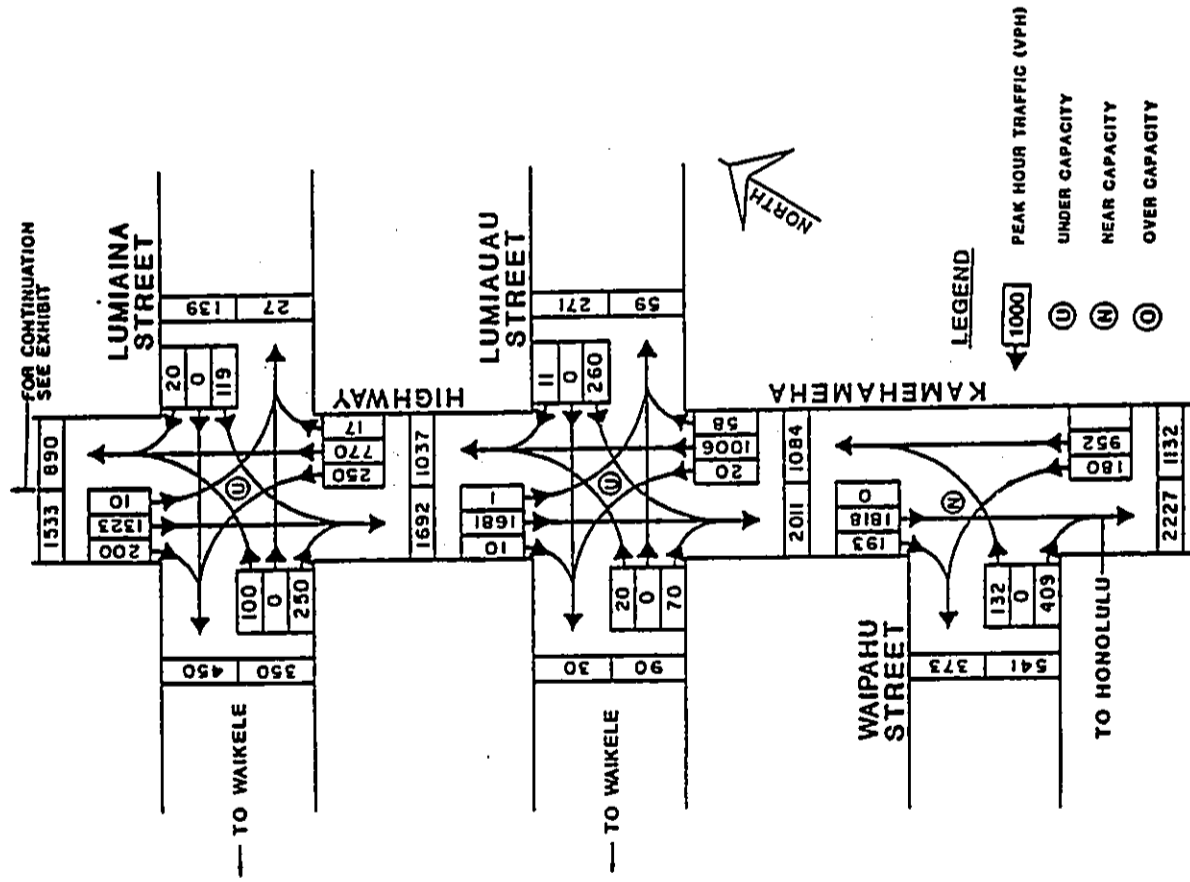 FOR CONTINUATION
SEE EXHIBIT
LUMIAINA
STREET
1533 890
200 1323 10
20
0
119
139 27
100
0
250
450 350
250 770 17
TO WAIKELE
HIGHWAY
1692 1037
LUMIAUAU
STREET
10 1681 1
11
0
260
271 59
20
0
70
30 90
20 1006 58
TO WAIKELE
2011 1084
NORTH
KAMEHAMEHA
WAIPAHU
STREET
193 1818 0
132
0
409
373 541
180 952
2227 1132
TO HONOLULU
U
U
N
LEGEND
1000 PEAK HOUR TRAFFIC (VPH)
U UNDER CAPACITY
N NEAR CAPACITY
O OVER CAPACITY